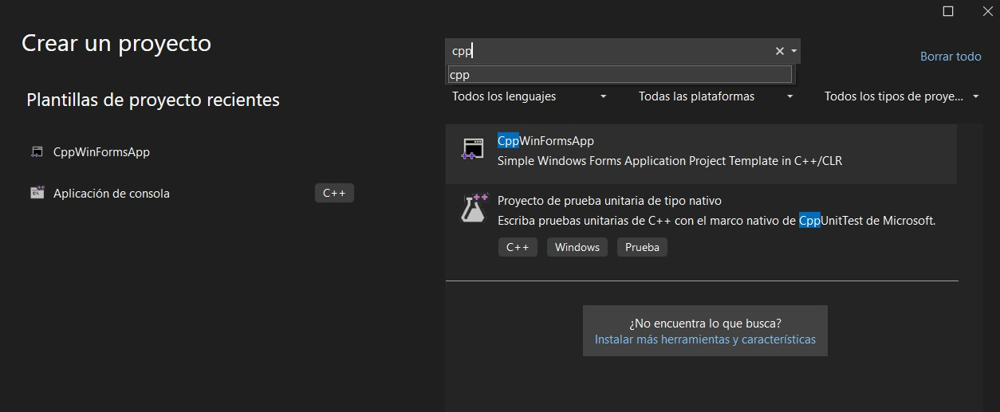 Crear un proyecto
Plantillas de proyecto recientes
CppWinFormsApp
Aplicación de consola
C++
cpp
cpp
Borrar todo
Todos los lenguajes
Todas las plataformas
Todos los tipos de proye...
CppWinFormsApp
Simple Windows Forms Application Project Template in C++/CLR
Proyecto de prueba unitaria de tipo nativo
Escriba pruebas unitarias de C++ con el marco nativo de CppUnitTest de Microsoft.
C++ Windows Prueba
¿No encuentra lo que busca?
Instalar más herramientas y características